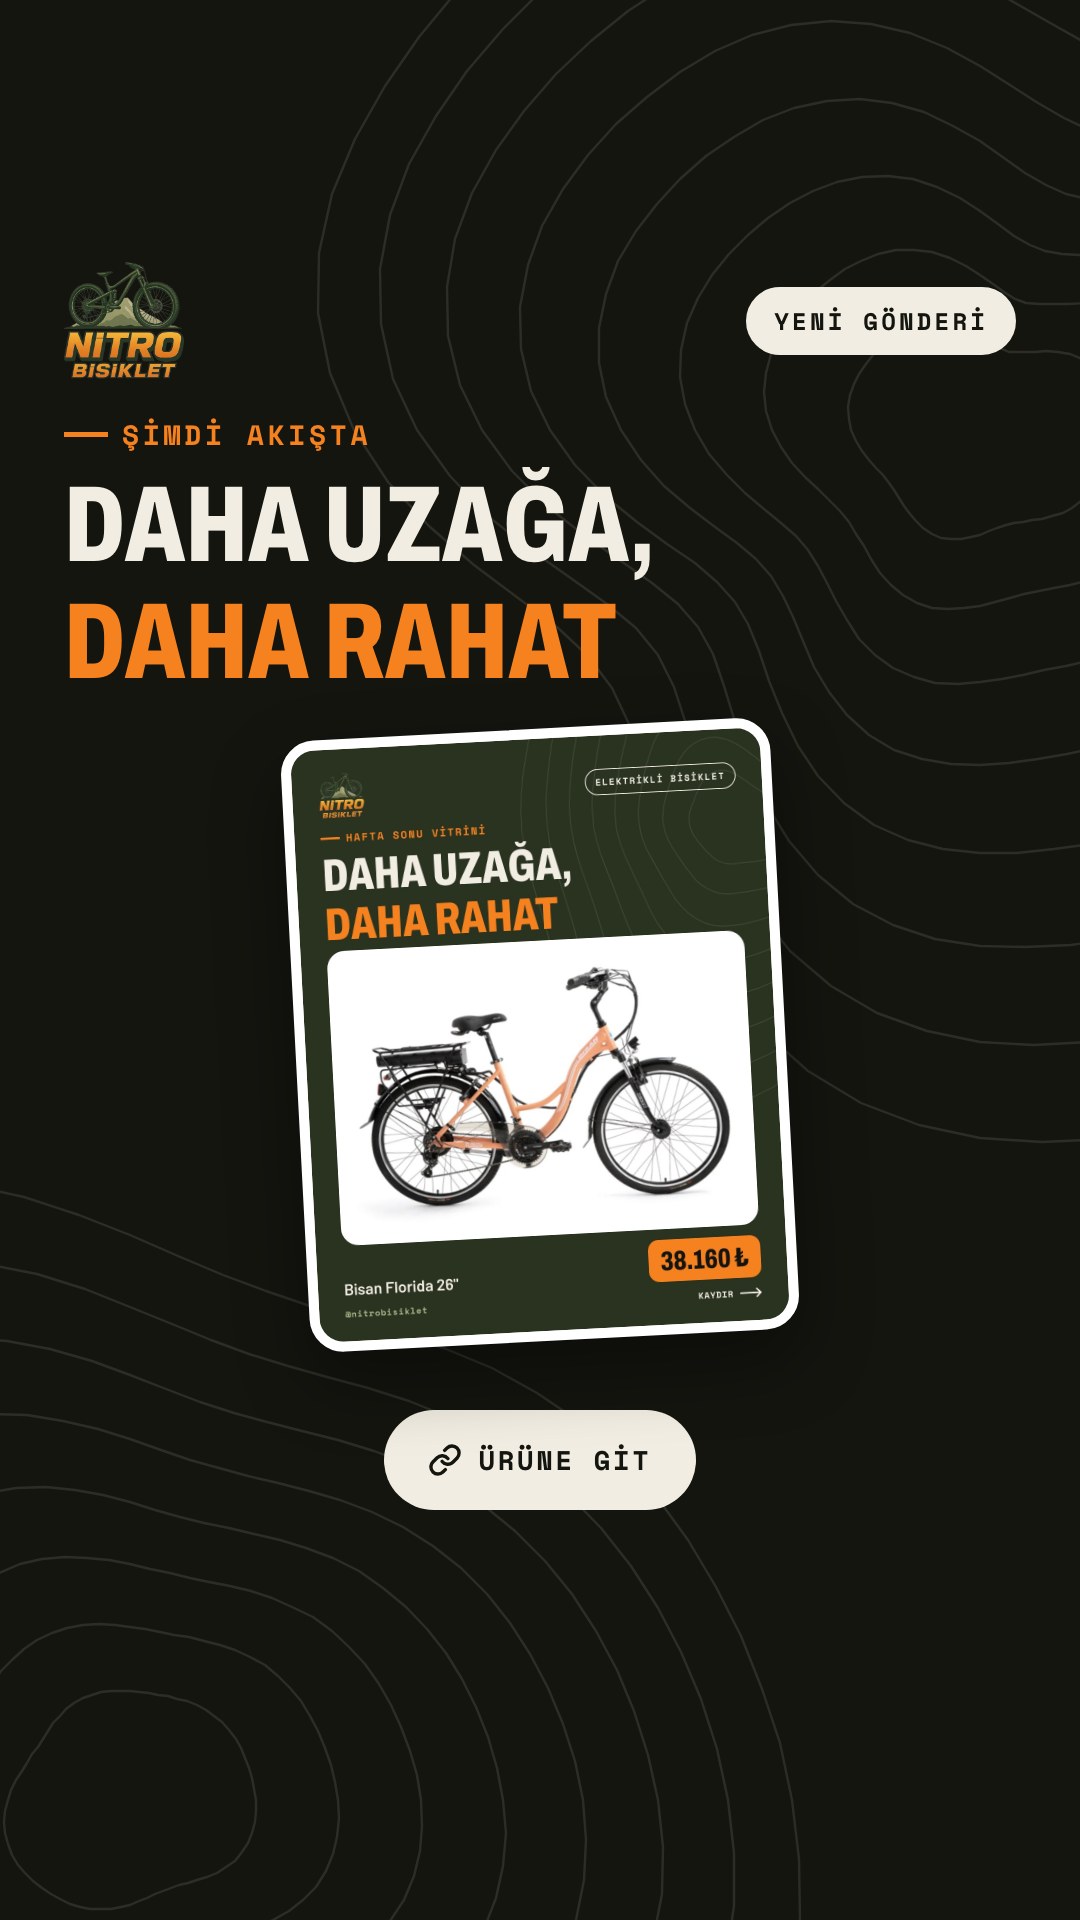 NiTRO
BiSiKLET
YENİ GÖNDERİ
ŞİMDİ AKIŞTA
DAHA UZAĞA,
DAHA RAHAT
NiTRO
BiSiKLET
ELEKTRİKLİ BİSİKLET
HAFTA SONU VİTRİNİ
DAHA UZAĞA,
DAHA RAHAT
38.160 ₺
Bisan Florida 26"
KAYDIR
@nitrobisiklet
ÜRÜNE GİT